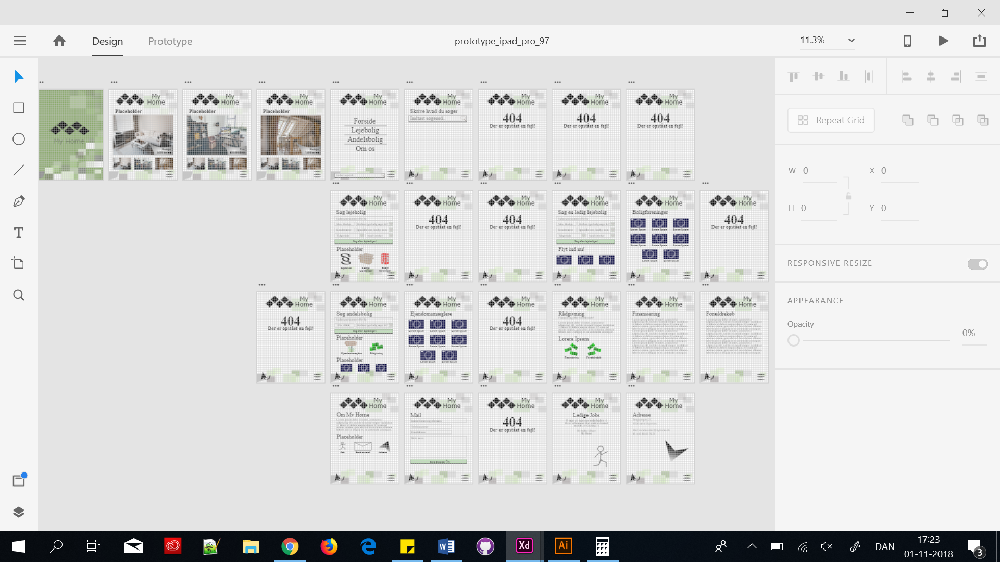 Design
Prototype
prototype_ipad_pro_97
11.3%
My Home
My
Home
Placeholder
My
Home
Placeholder
My
Home
Placeholder
My
Home
Forside
Lejebolig
Andelsbolig
Om os
My
Home
Skrive hvad du søger
Indtast søgeord...
My
Home
404
Der er opstået en fejl!
My
Home
404
Der er opstået en fejl!
My
Home
404
Der er opstået en fejl!
My
Home
Søg lejebolig
Placeholder
My
Home
404
Der er opstået en fejl!
My
Home
404
Der er opstået en fejl!
My
Home
Søg en ledig lejebolig
Flyt ind nu!
My
Home
Boligforeninger
My
Home
404
Der er opstået en fejl!
My
Home
404
Der er opstået en fejl!
My
Home
Søg andelsbolig
Placeholder
Placeholder
My
Home
Ejendomsmæglere
My
Home
404
Der er opstået en fejl!
My
Home
Rådgivning
Lorem Ipsum
My
Home
Finansiering
My
Home
Forældrekøb
My
Home
Om My Home
Placeholder
My
Home
Mail
My
Home
404
Der er opstået en fejl!
My
Home
Ledige Jobs
My
Home
Adresse
Repeat Grid
W 0 X 0
H 0 Y 0
RESPONSIVE RESIZE
APPEARANCE
Opacity
0%
Xd
Ai
DAN
17:23
01-11-2018
3